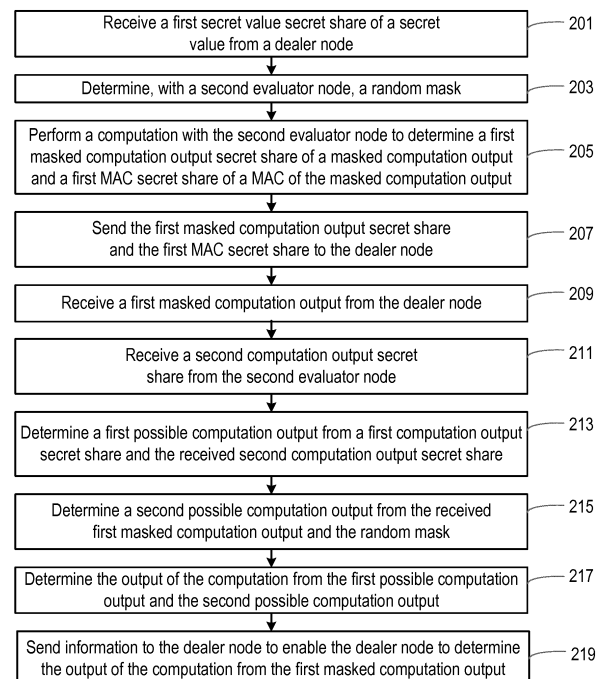 Receive a first secret value secret share of a secret
value from a dealer node
201
Determine, with a second evaluator node, a random mask
203
Perform a computation with the second evaluator node to determine a first
masked computation output secret share of a masked computation output
and a first MAC secret share of a MAC of the masked computation output
205
Send the first masked computation output secret share
and the first MAC secret share to the dealer node
207
Receive a first masked computation output from the dealer node
209
Receive a second computation output secret
share from the second evaluator node
211
Determine a first possible computation output from a first computation output
secret share and the received second computation output secret share
213
Determine a second possible computation output from the received
first masked computation output and the random mask
215
Determine the output of the computation from the first possible computation
output and the second possible computation output
217
Send information to the dealer node to enable the dealer node to determine
the output of the computation from the first masked computation output
219